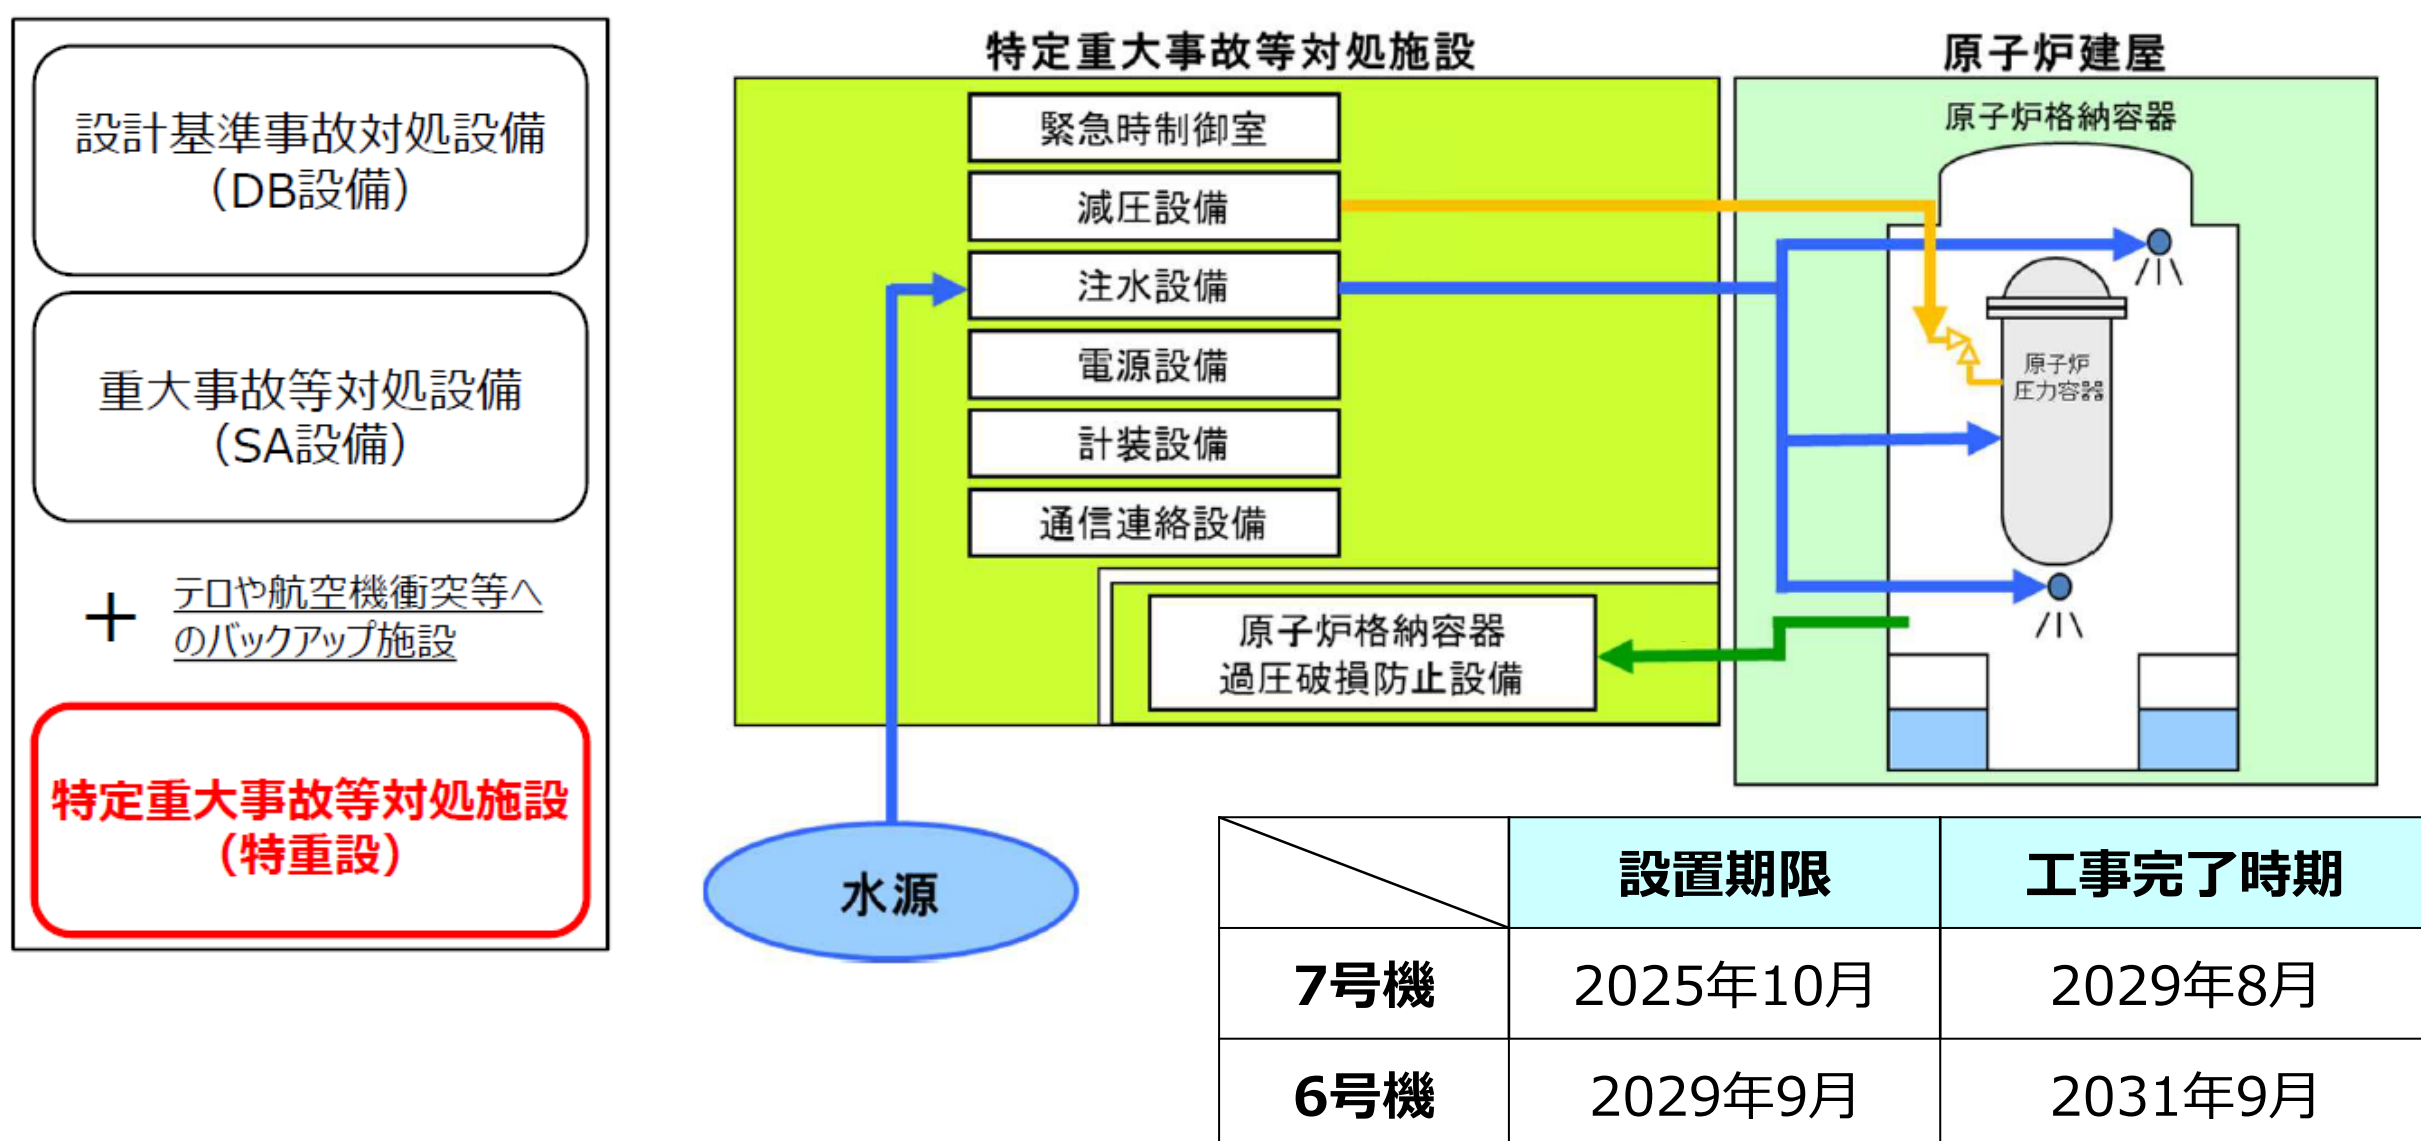 設計基準事故対処設備
（DB設備）
重大事故等対処設備
（SA設備）
＋
テロや航空機衝突等へ
のバックアップ施設
特定重大事故等対処施設
（特重設）
特定重大事故等対処施設
緊急時制御室
減圧設備
注水設備
電源設備
計装設備
通信連絡設備
原子炉格納容器
過圧破損防止設備
水源
原子炉建屋
原子炉格納容器
原子炉
圧力容器
設置期限 工事完了時期
7号機 2025年10月 2029年8月
6号機 2029年9月 2031年9月